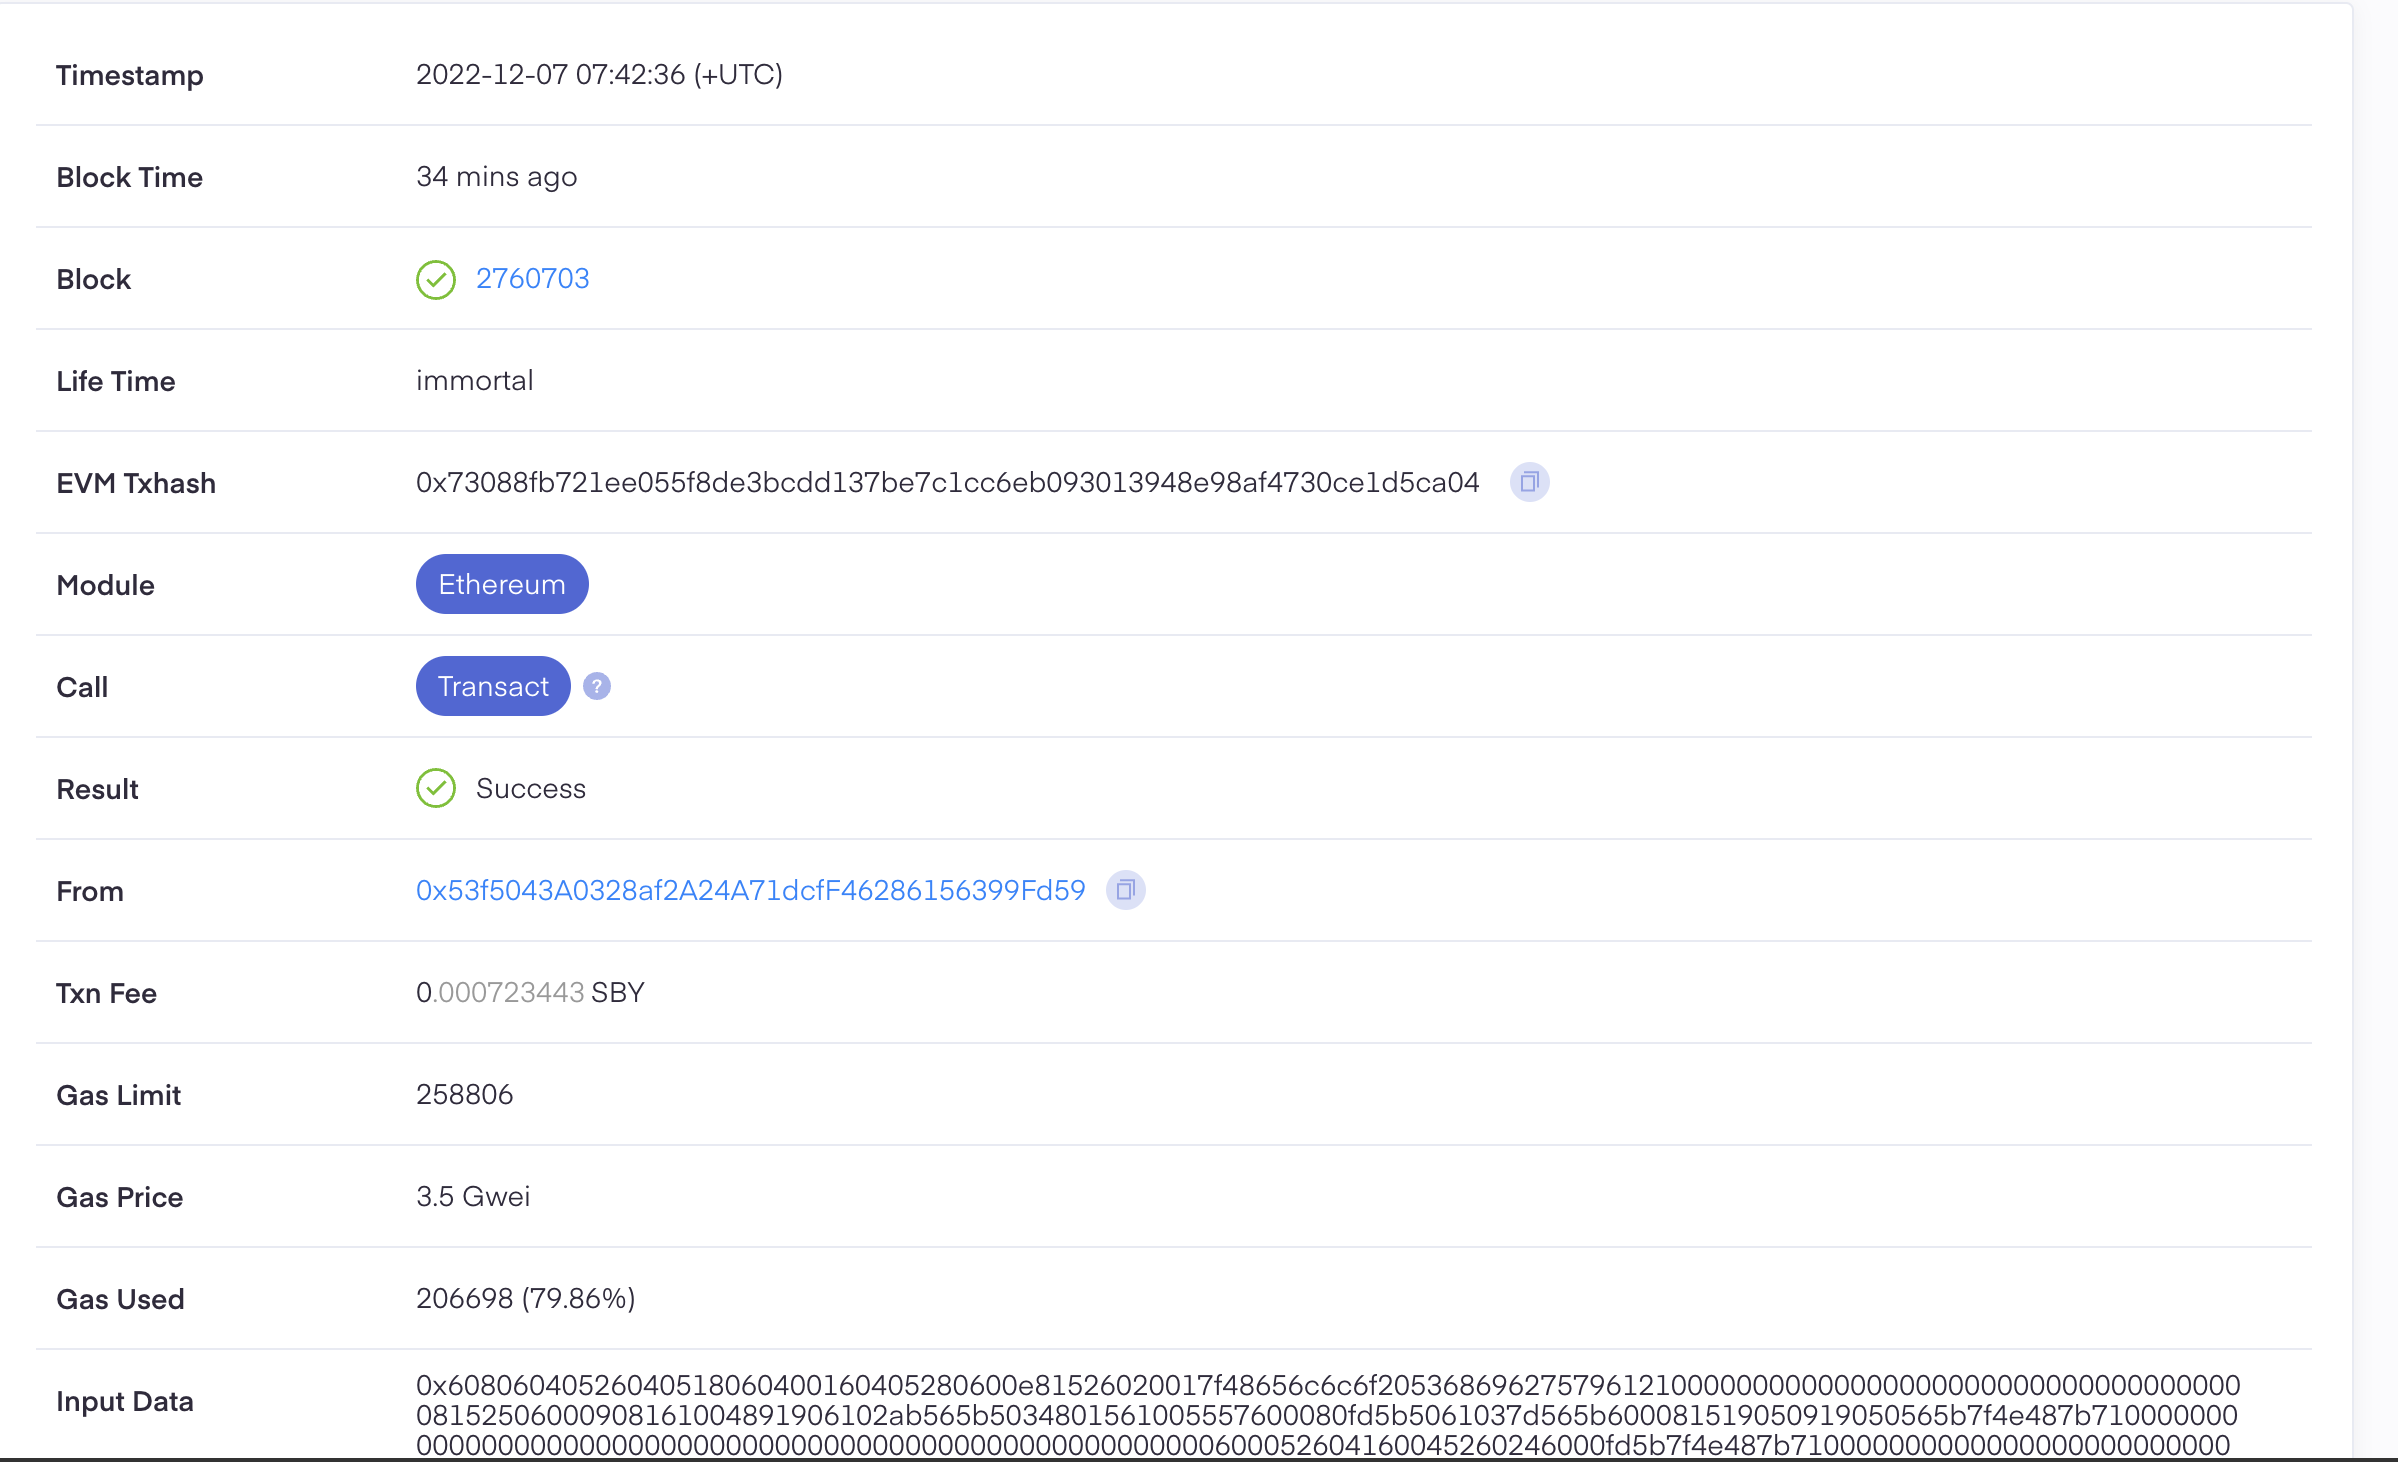 Timestamp 2022-12-07 07:42:36 (+UTC)
Block Time 34 mins ago
Block 2760703
Life Time immortal
EVM Txhash 0x73088fb721ee055f8de3bcdd137be7c1cc6eb093013948e98af4730ce1d5ca04
Module Ethereum
Call Transact ?
Result Success
From 0x53f5043A0328af2A24A71dcfF46286156399Fd59
Txn Fee 0.000723443 SBY
Gas Limit 258806
Gas Price 3.5 Gwei
Gas Used 206698 (79.86%)
Input Data 0x60806040526040518060400160405280600e81526020017f48656c6c6f20536869627579612100000000000000000000000000000000000